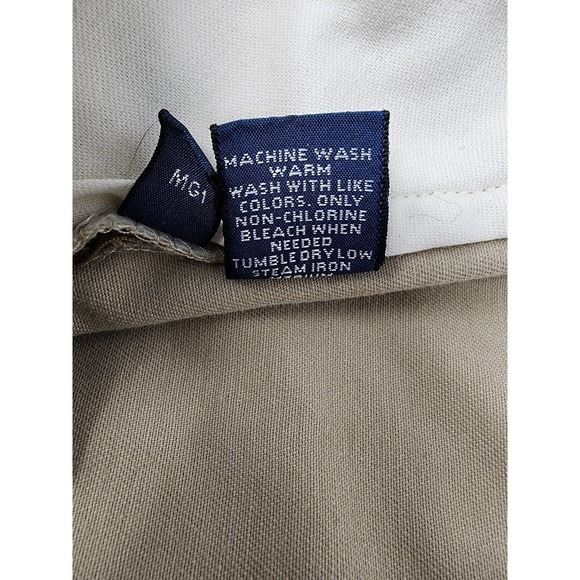 MG1
MACHINE WASH
WARM
WASH WITH LIKE
COLORS. ONLY
NON-CHLORINE
BLEACH WHEN
NEEDED
TUMBLE DRY LOW
STEAM IRON